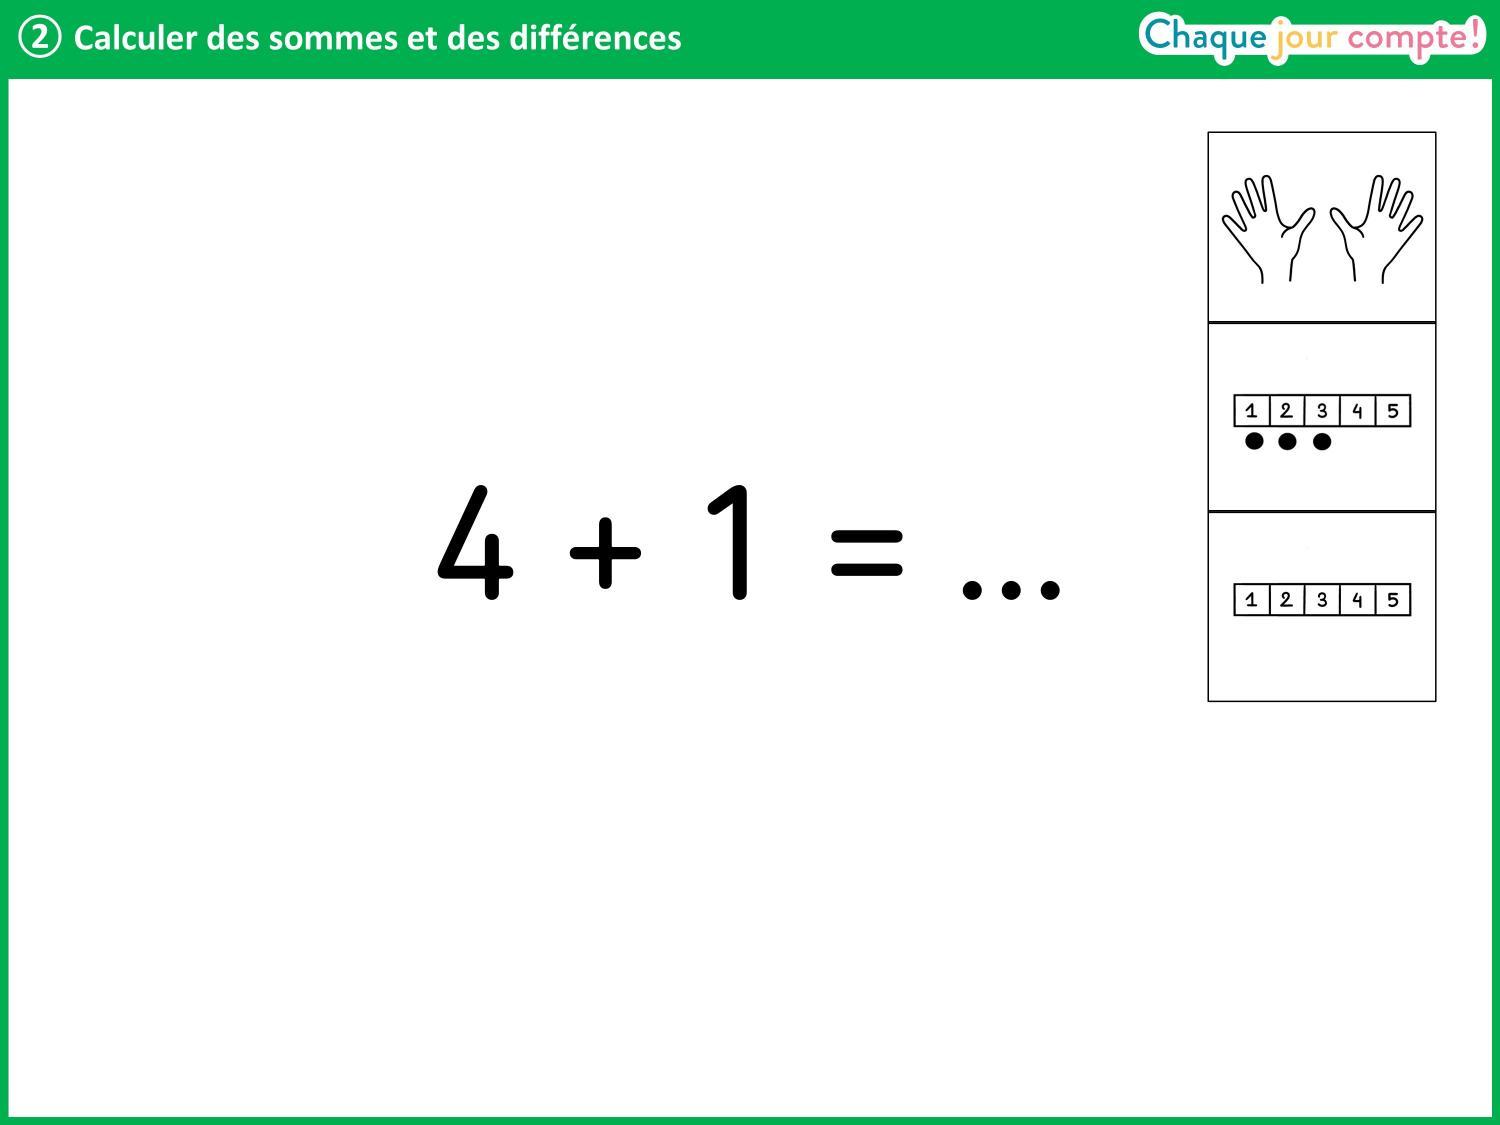 ② Calculer des sommes et des différences
Chaque jour compte!
4 + 1 = ...
1 2 3 4 5
1 2 3 4 5